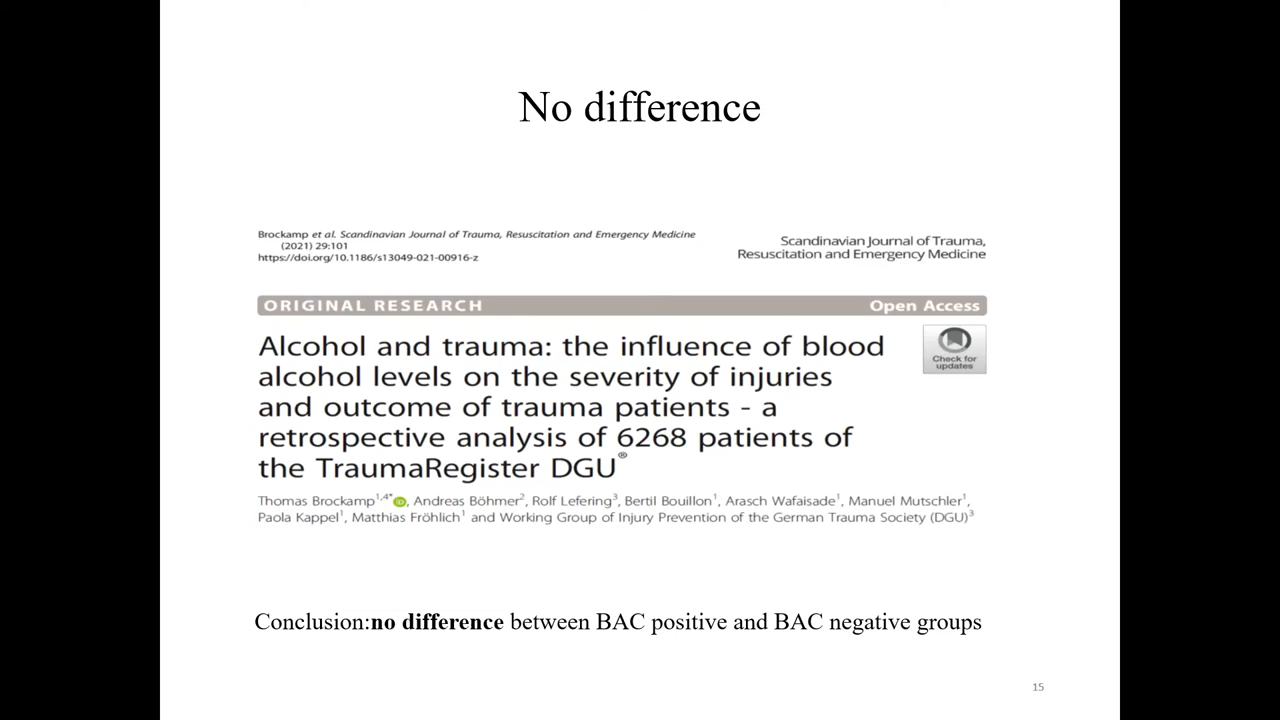 No difference
Brockamp et al. Scandinavian Journal of Trauma, Resuscitation and Emergency Medicine
(2021) 29:101
https://doi.org/10.1186/s13049-021-00916-z
Scandinavian Journal of Trauma,
Resuscitation and Emergency Medicine
ORIGINAL RESEARCH
Open Access
Alcohol and trauma: the influence of blood
alcohol levels on the severity of injuries
and outcome of trauma patients - a
retrospective analysis of 6268 patients of
the TraumaRegister DGU®
Check for
updates
Thomas Brockamp1,4* iD, Andreas Böhmer2, Rolf Lefering3, Bertil Bouillon1, Arasch Wafaisade1, Manuel Mutschler1,
Paola Kappel1, Matthias Fröhlich1 and Working Group of Injury Prevention of the German Trauma Society (DGU)3
Conclusion:no difference between BAC positive and BAC negative groups
15